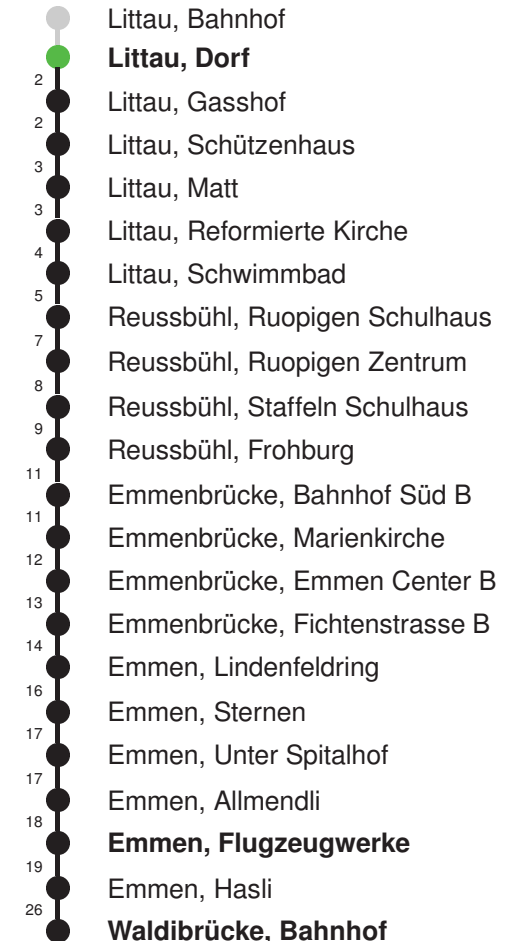 Littau, Bahnhof
Littau, Dorf
2
Littau, Gasshof
2
Littau, Schützenhaus
3
Littau, Matt
3
Littau, Reformierte Kirche
4
Littau, Schwimmbad
5
Reussbühl, Ruopigen Schulhaus
7
Reussbühl, Ruopigen Zentrum
8
Reussbühl, Staffeln Schulhaus
9
Reussbühl, Frohburg
11
Emmenbrücke, Bahnhof Süd B
11
Emmenbrücke, Marienkirche
12
Emmenbrücke, Emmen Center B
13
Emmenbrücke, Fichtenstrasse B
14
Emmen, Lindenfeldring
16
Emmen, Sternen
17
Emmen, Unter Spitalhof
17
Emmen, Allmendli
18
Emmen, Flugzeugwerke
19
Emmen, Hasli
26
Waldibrücke, Bahnhof